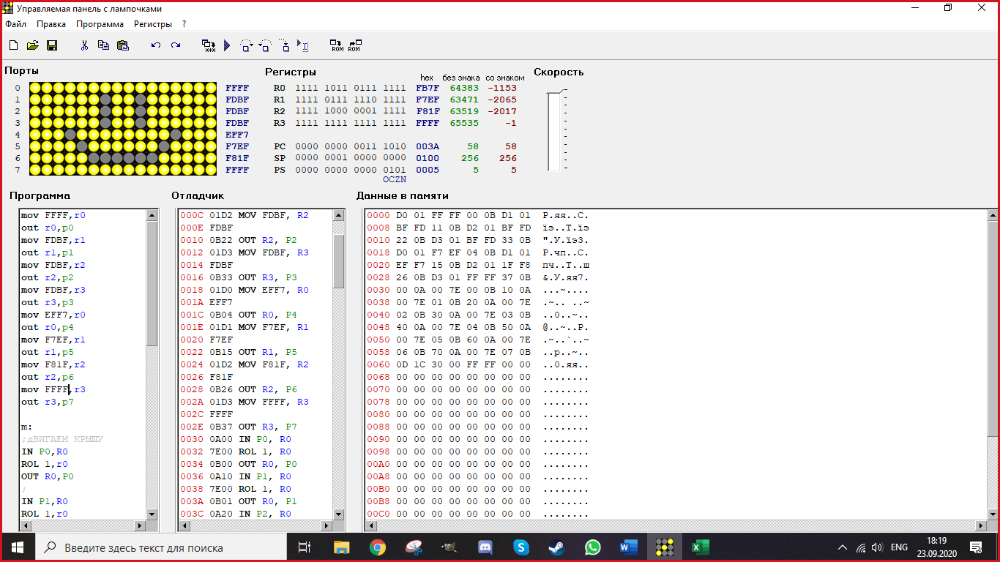 Управляемая панель с лампочками
Файл Правка Программа Регистры ?
1010 ROM ROM
Порты Регистры hex без знака со знаком Скорость
0 FFFF R0 1111 1011 0111 1111 FB7F 64383 -1153
1 FDBF R1 1111 0111 1110 1111 F7EF 63471 -2065
2 FDBF R2 1111 1000 0001 1111 F81F 63519 -2017
3 FDBF R3 1111 1111 1111 1111 FFFF 65535 -1
4 EFF7
5 F7EF PC 0000 0000 0011 1010 003A 58 58
6 F81F SP 0000 0001 0000 0000 0100 256 256
7 FFFF PS 0000 0000 0000 0101 0005 5 5
OCZN
Программа Отладчик Данные в памяти
mov FFFF,r0 000C 01D2 MOV FDBF, R2 0000 D0 01 FF FF 00 0B D1 01 Р.яя..С.
out r0,p0 000E FDBF 0008 BF FD 11 0B D2 01 BF FD їэ..Т.їэ
mov FDBF,r1 0010 0B22 OUT R2, P2 0010 22 0B D3 01 BF FD 33 0B ".У.їэ3.
out r1,p1 0012 01D3 MOV FDBF, R3 0018 D0 01 F7 EF 04 0B D1 01 Р.чп..С.
mov FDBF,r2 0014 FDBF 0020 EF F7 15 0B D2 01 1F F8 пч..Т..ш
out r2,p2 0016 0B33 OUT R3, P3 0028 26 0B D3 01 FF FF 37 0B &.У.яя7.
mov FDBF,r3 0018 01D0 MOV EFF7, R0 0030 00 0A 00 7E 00 0B 10 0A ...~....
out r3,p3 001A EFF7 0038 00 7E 01 0B 20 0A 00 7E .~.. ..~
mov EFF7,r0 001C 0B04 OUT R0, P4 0040 02 0B 30 0A 00 7E 03 0B ..0..~..
out r0,p4 001E 01D1 MOV F7EF, R1 0048 40 0A 00 7E 04 0B 50 0A @..~..P.
mov F7EF,r1 0020 F7EF 0050 00 7E 05 0B 60 0A 00 7E .~..`..~
out r1,p5 0022 0B15 OUT R1, P5 0058 06 0B 70 0A 00 7E 07 0B ..p..~..
mov F81F,r2 0024 01D2 MOV F81F, R2 0060 0D 1C 30 00 FF FF 00 00 ..0.яя..
out r2,p6 0026 F81F 0068 00 00 00 00 00 00 00 00 ........
mov FFFF,r3 0028 0B26 OUT R2, P6 0070 00 00 00 00 00 00 00 00 ........
out r3,p7 002A 01D3 MOV FFFF, R3 0078 00 00 00 00 00 00 00 00 ........
002C FFFF 0080 00 00 00 00 00 00 00 00 ........
m: 002E 0B37 OUT R3, P7 0088 00 00 00 00 00 00 00 00 ........
;дВИГАЕМ КРЫШУ 0030 0A00 IN P0, R0 0090 00 00 00 00 00 00 00 00 ........
IN P0,R0 0032 7E00 ROL 1, R0 0098 00 00 00 00 00 00 00 00 ........
ROL 1,r0 0034 0B00 OUT R0, P0 00A0 00 00 00 00 00 00 00 00 ........
OUT R0,P0 0036 0A10 IN P1, R0 00A8 00 00 00 00 00 00 00 00 ........
; 0038 7E00 ROL 1, R0 00B0 00 00 00 00 00 00 00 00 ........
IN P1,R0 003A 0B01 OUT R0, P1 00B8 00 00 00 00 00 00 00 00 ........
ROL 1,r0 003C 0A20 IN P2, R0 00C0 00 00 00 00 00 00 00 00 ........
Введите здесь текст для поиска ENG 18:19
23.09.2020